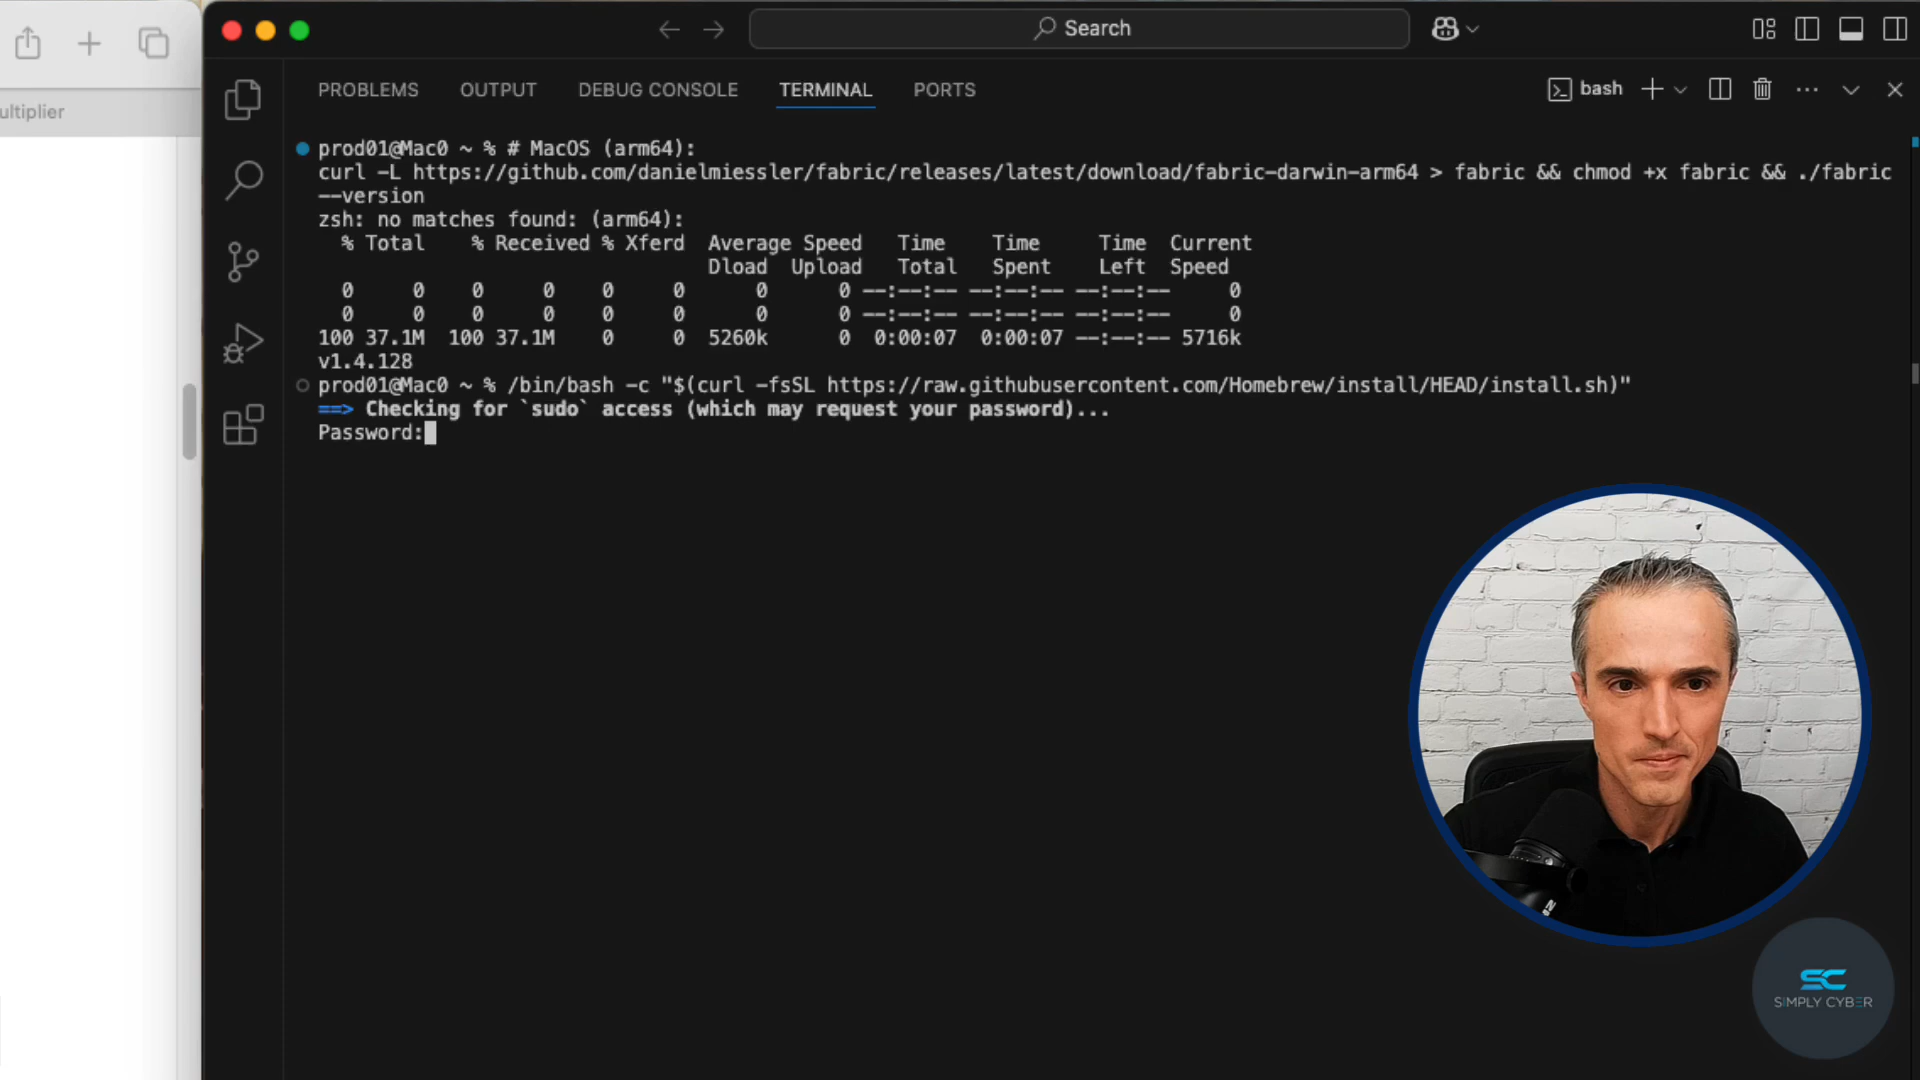 Search
ultiplier
PROBLEMS OUTPUT DEBUG CONSOLE TERMINAL PORTS bash
prod01@Mac0 ~ % # MacOS (arm64):
curl -L https://github.com/danielmiessler/fabric/releases/latest/download/fabric-darwin-arm64 > fabric && chmod +x fabric && ./fabric
--version
zsh: no matches found: (arm64):
% Total % Received % Xferd Average Speed Time Time Time Current
Dload Upload Total Spent Left Speed
0 0 0 0 0 0 0 0 --:--:-- --:--:-- --:--:-- 0
0 0 0 0 0 0 0 0 --:--:-- --:--:-- --:--:-- 0
100 37.1M 100 37.1M 0 0 5260k 0 0:00:07 0:00:07 --:--:-- 5716k
v1.4.128
prod01@Mac0 ~ % /bin/bash -c "$(curl -fsSL https://raw.githubusercontent.com/Homebrew/install/HEAD/install.sh)"
==> Checking for `sudo` access (which may request your password)...
Password:
SC
SIMPLY CYBER